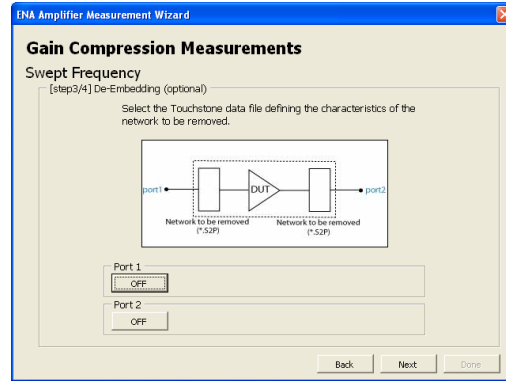 ENA Amplifier Measurement Wizard
Gain Compression Measurements
Swept Frequency
[step3/4] De-Embedding (optional)
Select the Touchstone data file defining the characteristics of the
network to be removed.
port1 DUT port2
Network to be removed Network to be removed
(*.S2P) (*.S2P)
Port 1
OFF
Port 2
OFF
Back Next Done